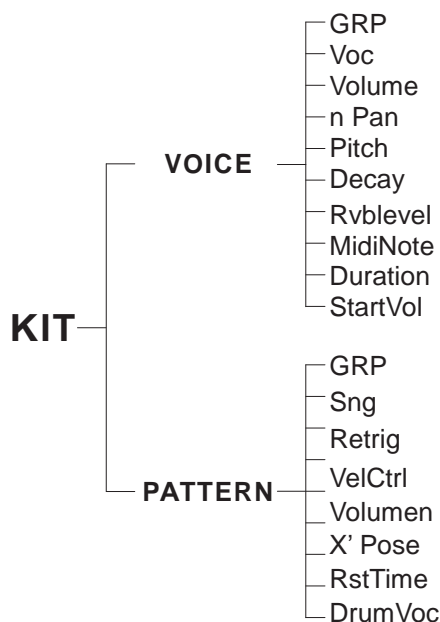 GRP
Voc
Volume
n Pan
Pitch
VOICE
Decay
Rvblevel
MidiNote
Duration
StartVol
KIT
GRP
Sng
Retrig
VelCtrl
PATTERN
Volumen
X' Pose
RstTime
DrumVoc